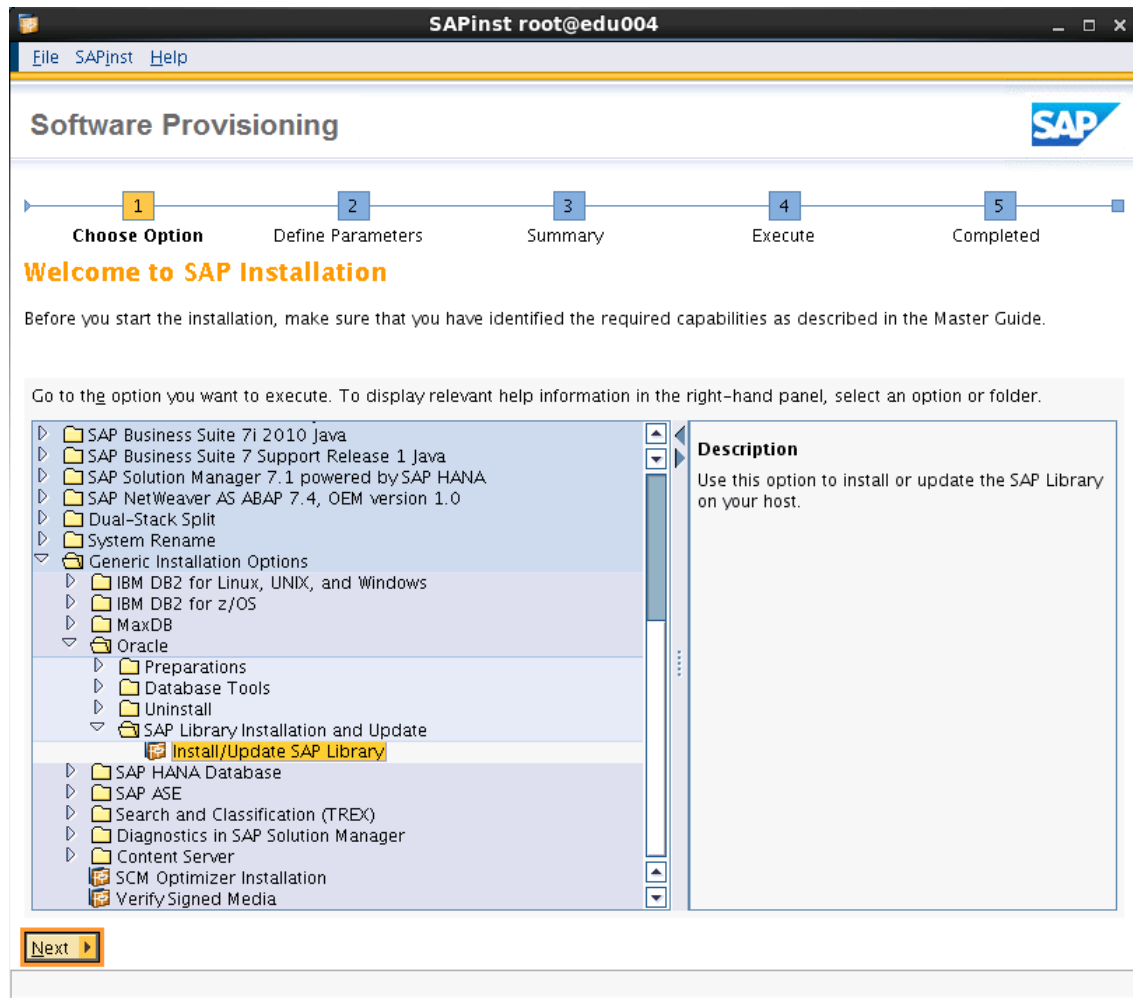 SAPinst root@edu004
File SAPinst Help
Software Provisioning
SAP
1 2 3 4 5
Choose Option Define Parameters Summary Execute Completed
Welcome to SAP Installation
Before you start the installation, make sure that you have identified the required capabilities as described in the Master Guide.
Go to the option you want to execute. To display relevant help information in the right-hand panel, select an option or folder.
SAP Business Suite 7i 2010 Java
SAP Business Suite 7 Support Release 1 Java
SAP Solution Manager 7.1 powered by SAP HANA
SAP NetWeaver AS ABAP 7.4, OEM version 1.0
Dual-Stack Split
System Rename
Generic Installation Options
IBM DB2 for Linux, UNIX, and Windows
IBM DB2 for z/OS
MaxDB
Oracle
Preparations
Database Tools
Uninstall
SAP Library Installation and Update
Install/Update SAP Library
SAP HANA Database
SAP ASE
Search and Classification (TREX)
Diagnostics in SAP Solution Manager
Content Server
SCM Optimizer Installation
Verify Signed Media
Description
Use this option to install or update the SAP Library
on your host.
Next